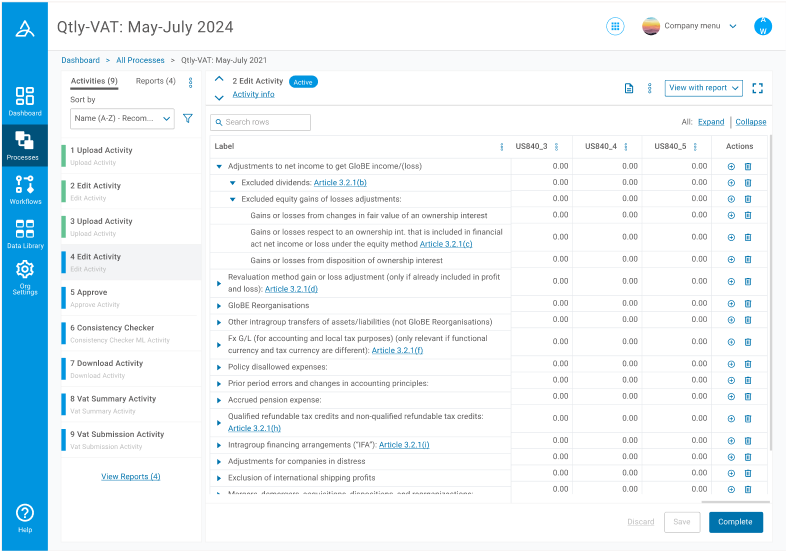 Qtly-VAT: May-July 2024
Company menu
A
W
Dashboard > All Processes > Qtly-VAT: May-July 2021
Dashboard
Processes
Workflows
Data Library
Org
Settings
Help
Activities (9)
Reports (4)
Sort by
Name (A-Z) - Recom...
1 Upload Activity
Upload Activity
2 Edit Activity
Edit Activity
3 Upload Activity
Upload Activity
4 Edit Activity
Edit Activity
5 Approve
Approve Activity
6 Consistency Checker
Consistency Checker ML Activity
7 Download Activity
Download Activity
8 Vat Summary Activity
Vat Summary Activity
9 Vat Submission Activity
Vat Submission Activity
View Reports (4)
2 Edit Activity Active
Activity info
View with report
Search rows
All: Expand | Collapse
Label US840_3 US840_4 US840_5 Actions
Adjustments to net income to get GloBE income/(loss) 0.00 0.00 0.00
Excluded dividends: Article 3.2.1(b) 0.00 0.00 0.00
Excluded equity gains of losses adjustments: 0.00 0.00 0.00
Gains or losses from changes in fair value of an ownership interest 0.00 0.00 0.00
Gains or losses respect to an ownership int. that is included in financial
act net income or loss under the equity method Article 3.2.1(c) 0.00 0.00 0.00
Gains or losses from disposition of ownership interest 0.00 0.00 0.00
Revaluation method gain or loss adjustment (only if already included in profit
and loss): Article 3.2.1(d) 0.00 0.00 0.00
GloBE Reorganisations 0.00 0.00 0.00
Other intragroup transfers of assets/liabilities (not GloBE Reorganisations) 0.00 0.00 0.00
Fx G/L (for accounting and local tax purposes) (only relevant if functional
currency and tax currency are different): Article 3.2.1(f) 0.00 0.00 0.00
Policy disallowed expenses: 0.00 0.00 0.00
Prior period errors and changes in accounting principles: 0.00 0.00 0.00
Accrued pension expense: 0.00 0.00 0.00
Qualified refundable tax credits and non-qualified refundable tax credits:
Article 3.2.1(h) 0.00 0.00 0.00
Intragroup financing arrangements ("IFA"): Article 3.2.1(i) 0.00 0.00 0.00
Adjustments for companies in distress 0.00 0.00 0.00
Exclusion of international shipping profits 0.00 0.00 0.00
Mergers, demergers, acquisitions, dispositions, and reorganizations: 0.00 0.00 0.00
Discard
Save
Complete